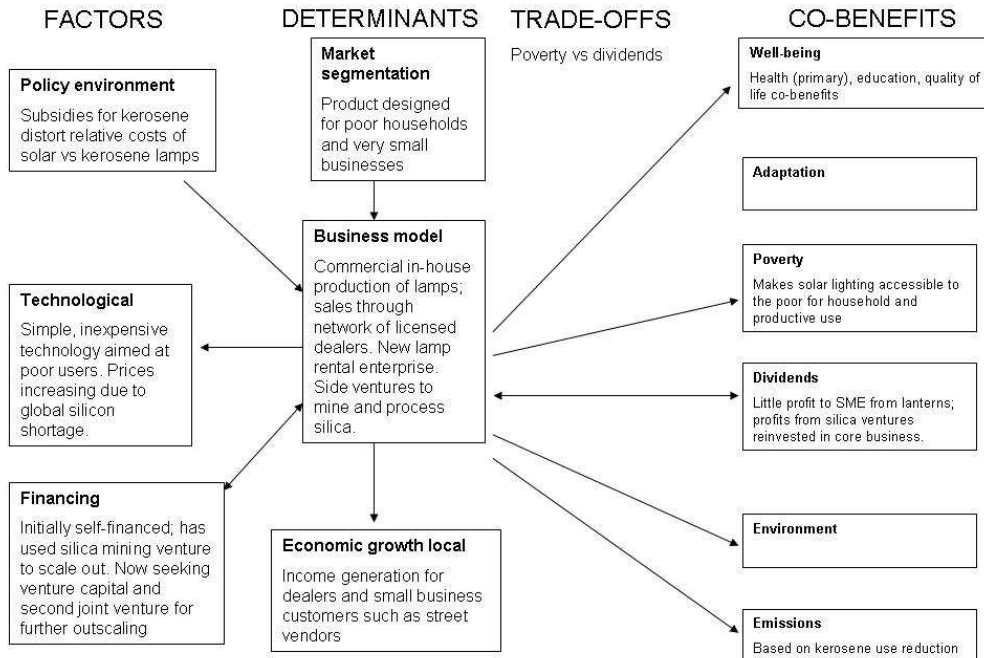 FACTORS
DETERMINANTS
TRADE-OFFS
CO-BENEFITS
Policy environment
Subsidies for kerosene
distort relative costs of
solar vs kerosene lamps
Technological
Simple, inexpensive
technology aimed at
poor users. Prices
increasing due to
global silicon
shortage.
Financing
Initially self-financed; has
used silica mining venture
to scale out. Now seeking
venture capital and
second joint venture for
further outscaling
Market
segmentation
Product designed
for poor households
and very small
businesses
Business model
Commercial in-house
production of lamps;
sales through
network of licensed
dealers. New lamp
rental enterprise.
Side ventures to
mine and process
silica.
Economic growth local
Income generation for
dealers and small business
customers such as street
vendors
Poverty vs dividends
Well-being
Health (primary), education, quality of
life co-benefits
Adaptation
Poverty
Makes solar lighting accessible to
the poor for household and
productive use
Dividends
Little profit to SME from lanterns;
profits from silica ventures
reinvested in core business.
Environment
Emissions
Based on kerosene use reduction